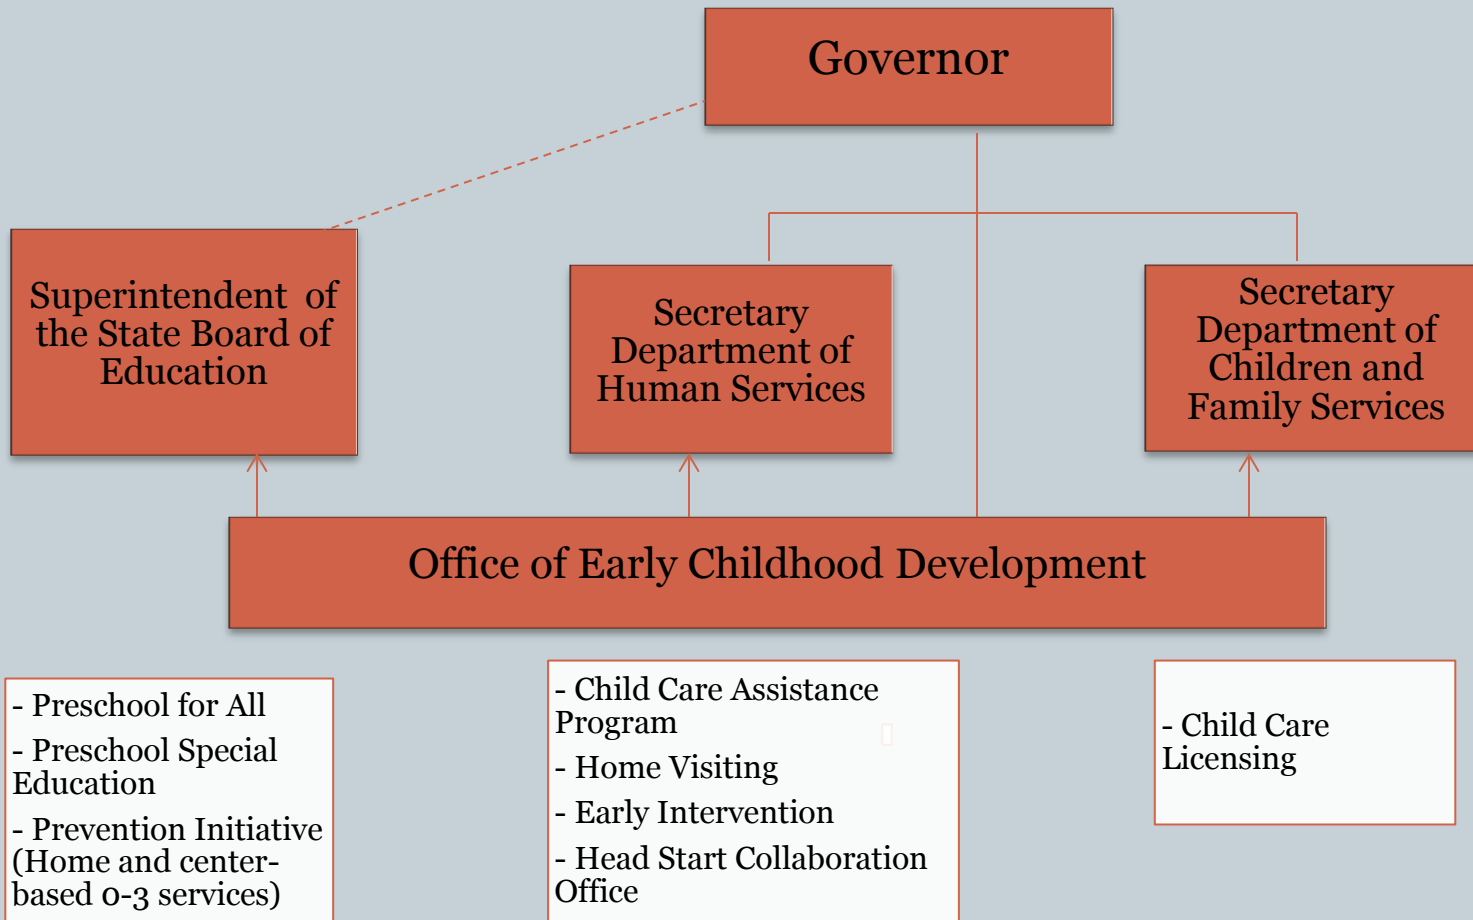 Governor
Superintendent of
the State Board of
Education
Secretary
Department of
Human Services
Secretary
Department of
Children and
Family Services
Office of Early Childhood Development
- Preschool for All
- Preschool Special
Education
- Prevention Initiative
(Home and center-
based 0-3 services)
- Child Care Assistance
Program
- Home Visiting
- Early Intervention
- Head Start Collaboration
Office
- Child Care
Licensing